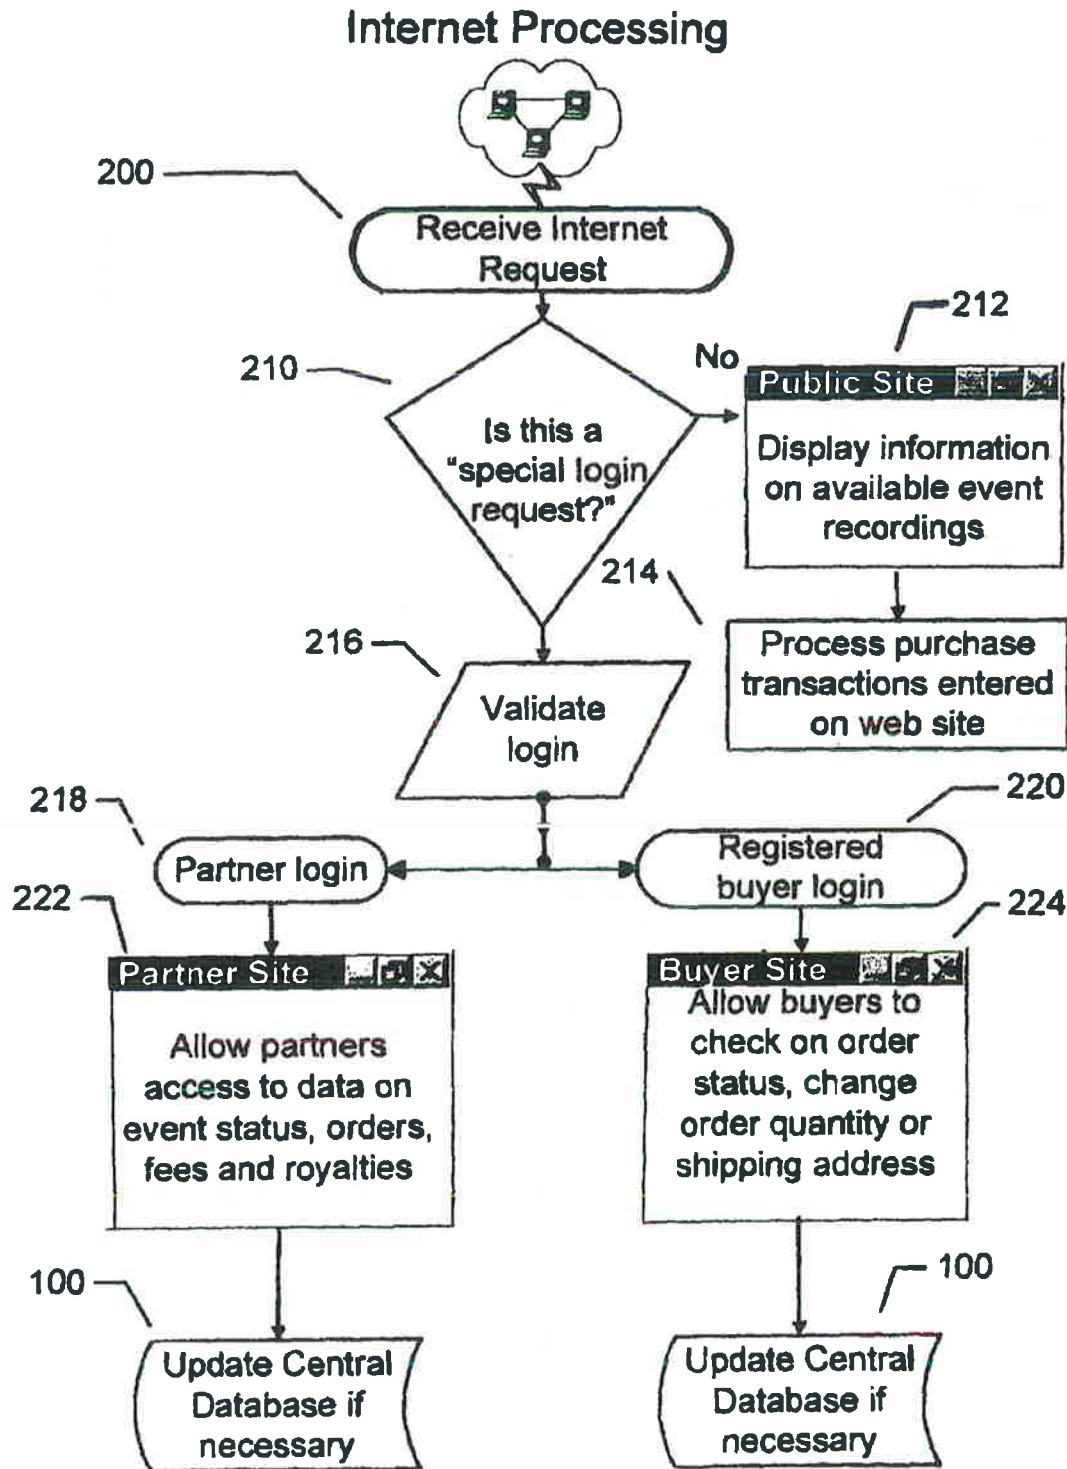 Internet Processing
200
Receive Internet
Request
212
210
No
Public Site
Is this a
"special login
request?"
Display information
on available event
recordings
214
216
Process purchase
transactions entered
on web site
Validate
login
218
220
Partner login
Registered
buyer login
222
224
Partner Site
Buyer Site
Allow partners
access to data on
event status, orders,
fees and royalties
Allow buyers to
check on order
status, change
order quantity or
shipping address
100
100
Update Central
Database if
necessary
Update Central
Database if
necessary